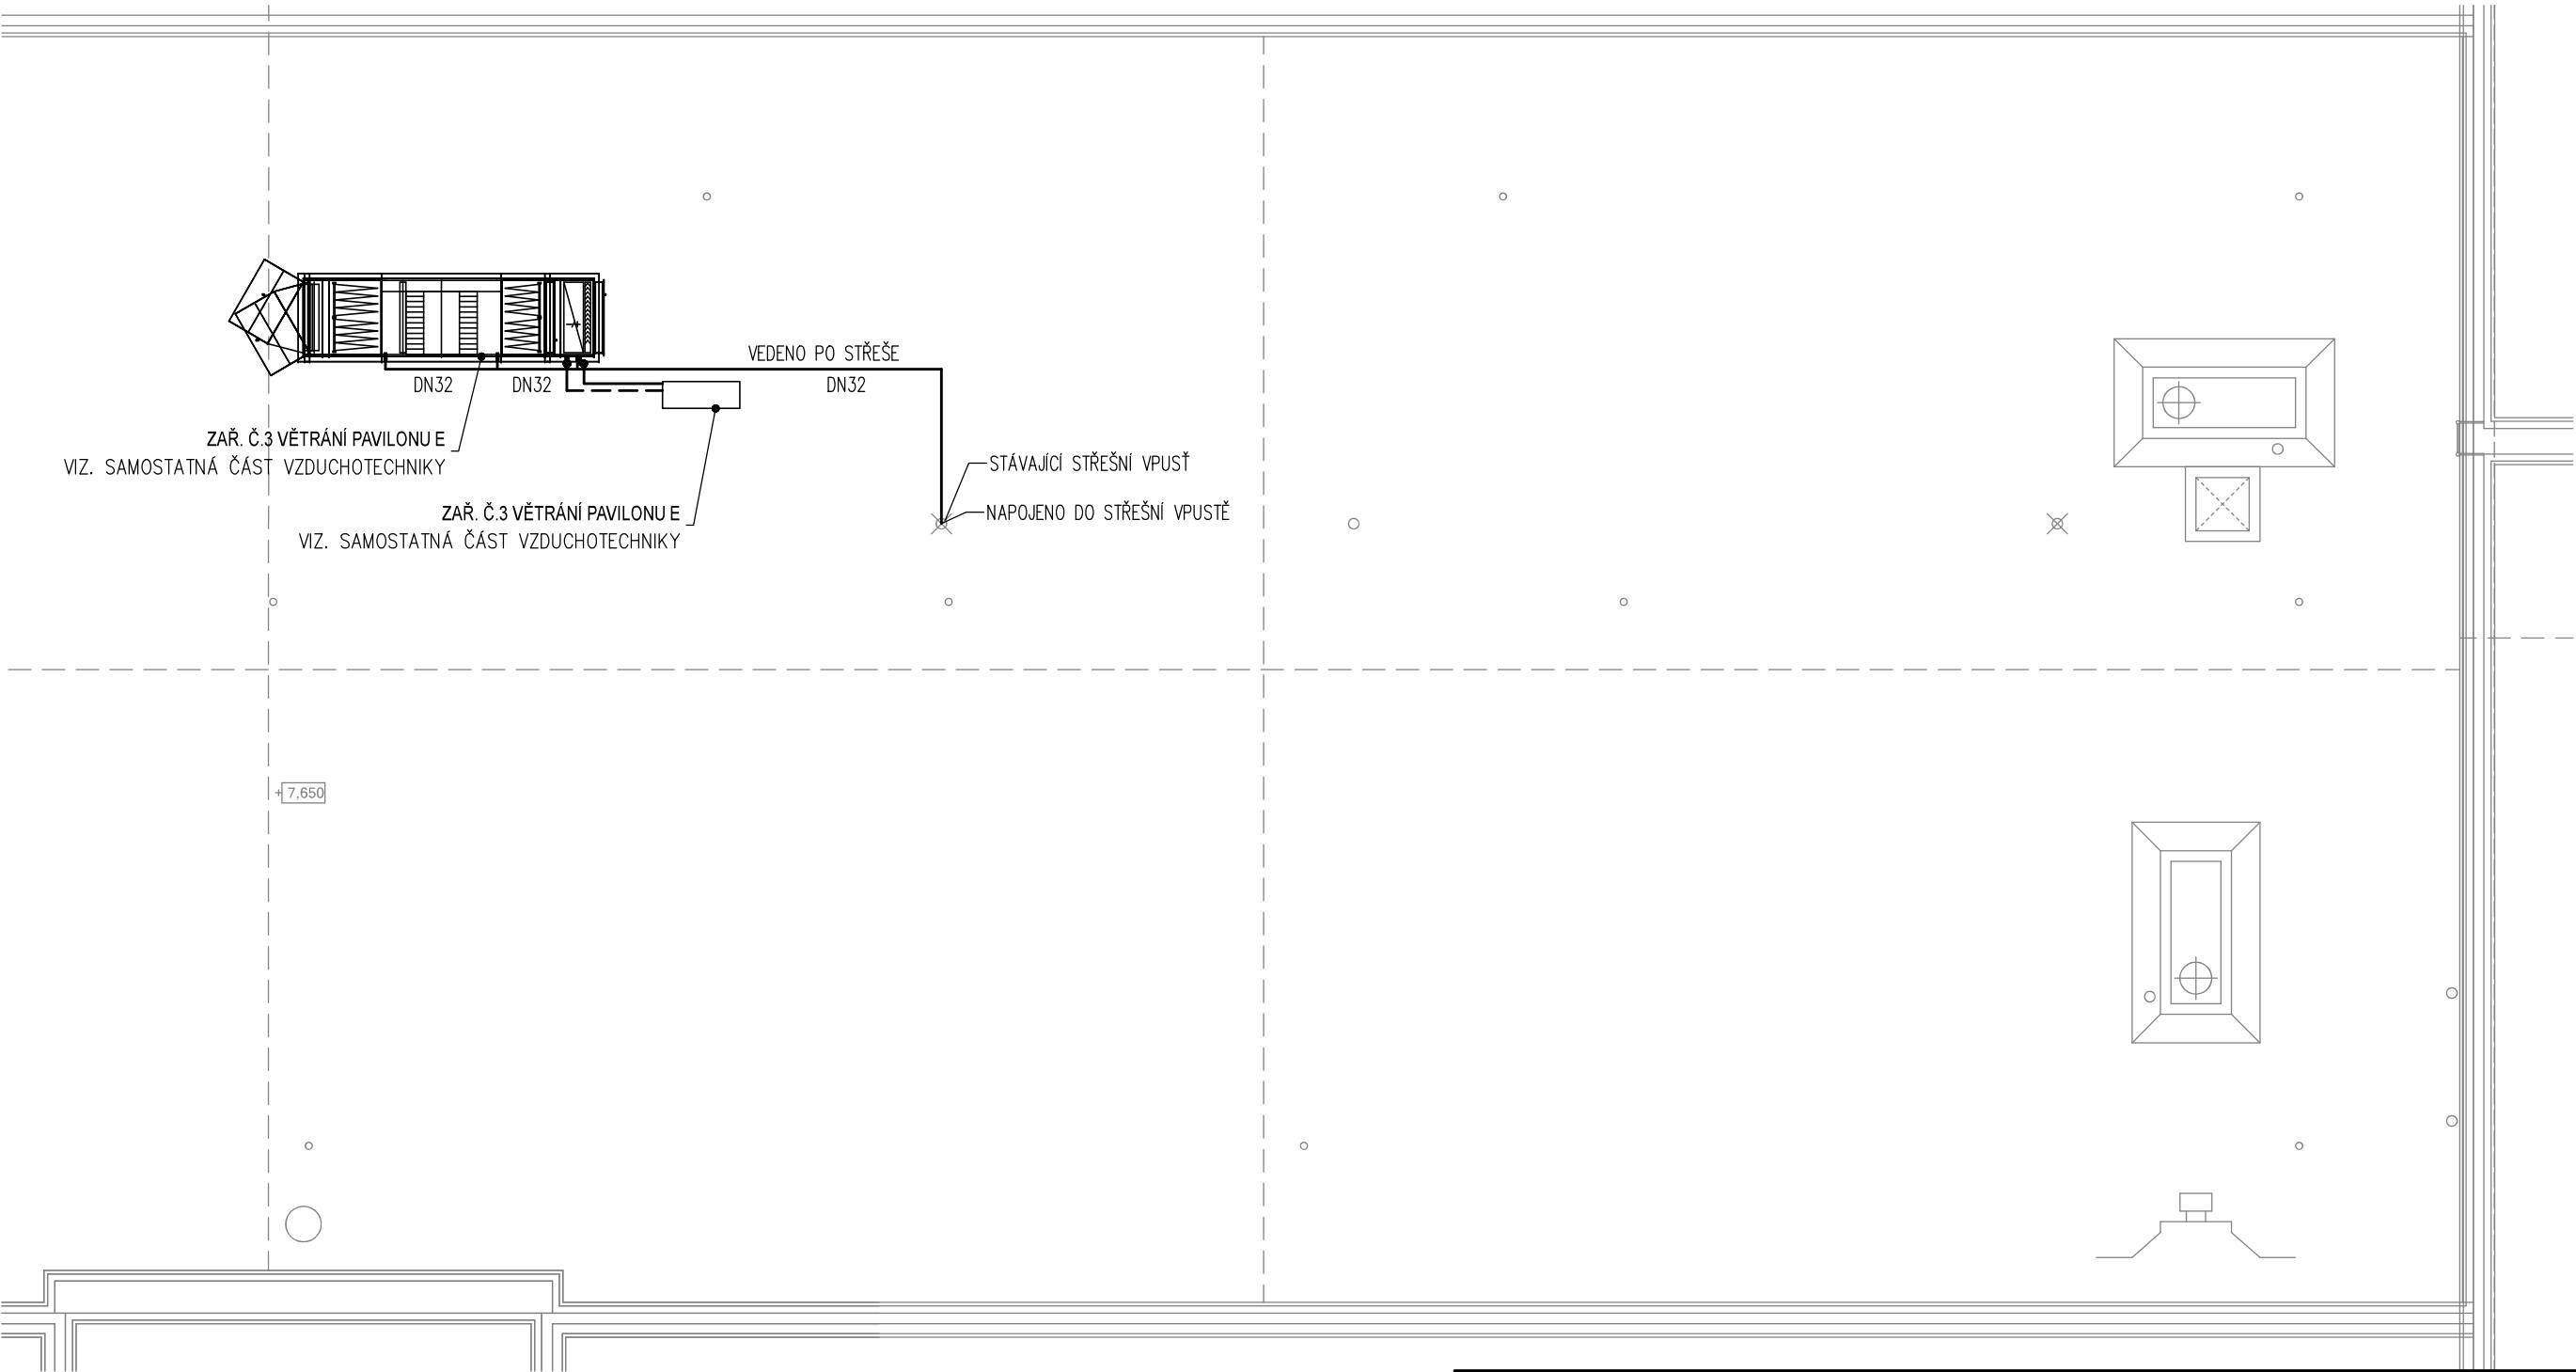 VEDENO PO STŘEŠE
DN32
DN32
DN32
ZAŘ. Č.3 VĚTRÁNÍ PAVILONU E
VIZ. SAMOSTATNÁ ČÁST VZDUCHOTECHNIKY
STÁVAJÍCÍ STŘEŠNÍ VPUSŤ
ZAŘ. Č.3 VĚTRÁNÍ PAVILONU E
VIZ. SAMOSTATNÁ ČÁST VZDUCHOTECHNIKY
NAPOJENO DO STŘEŠNÍ VPUSTĚ
+ 7,650